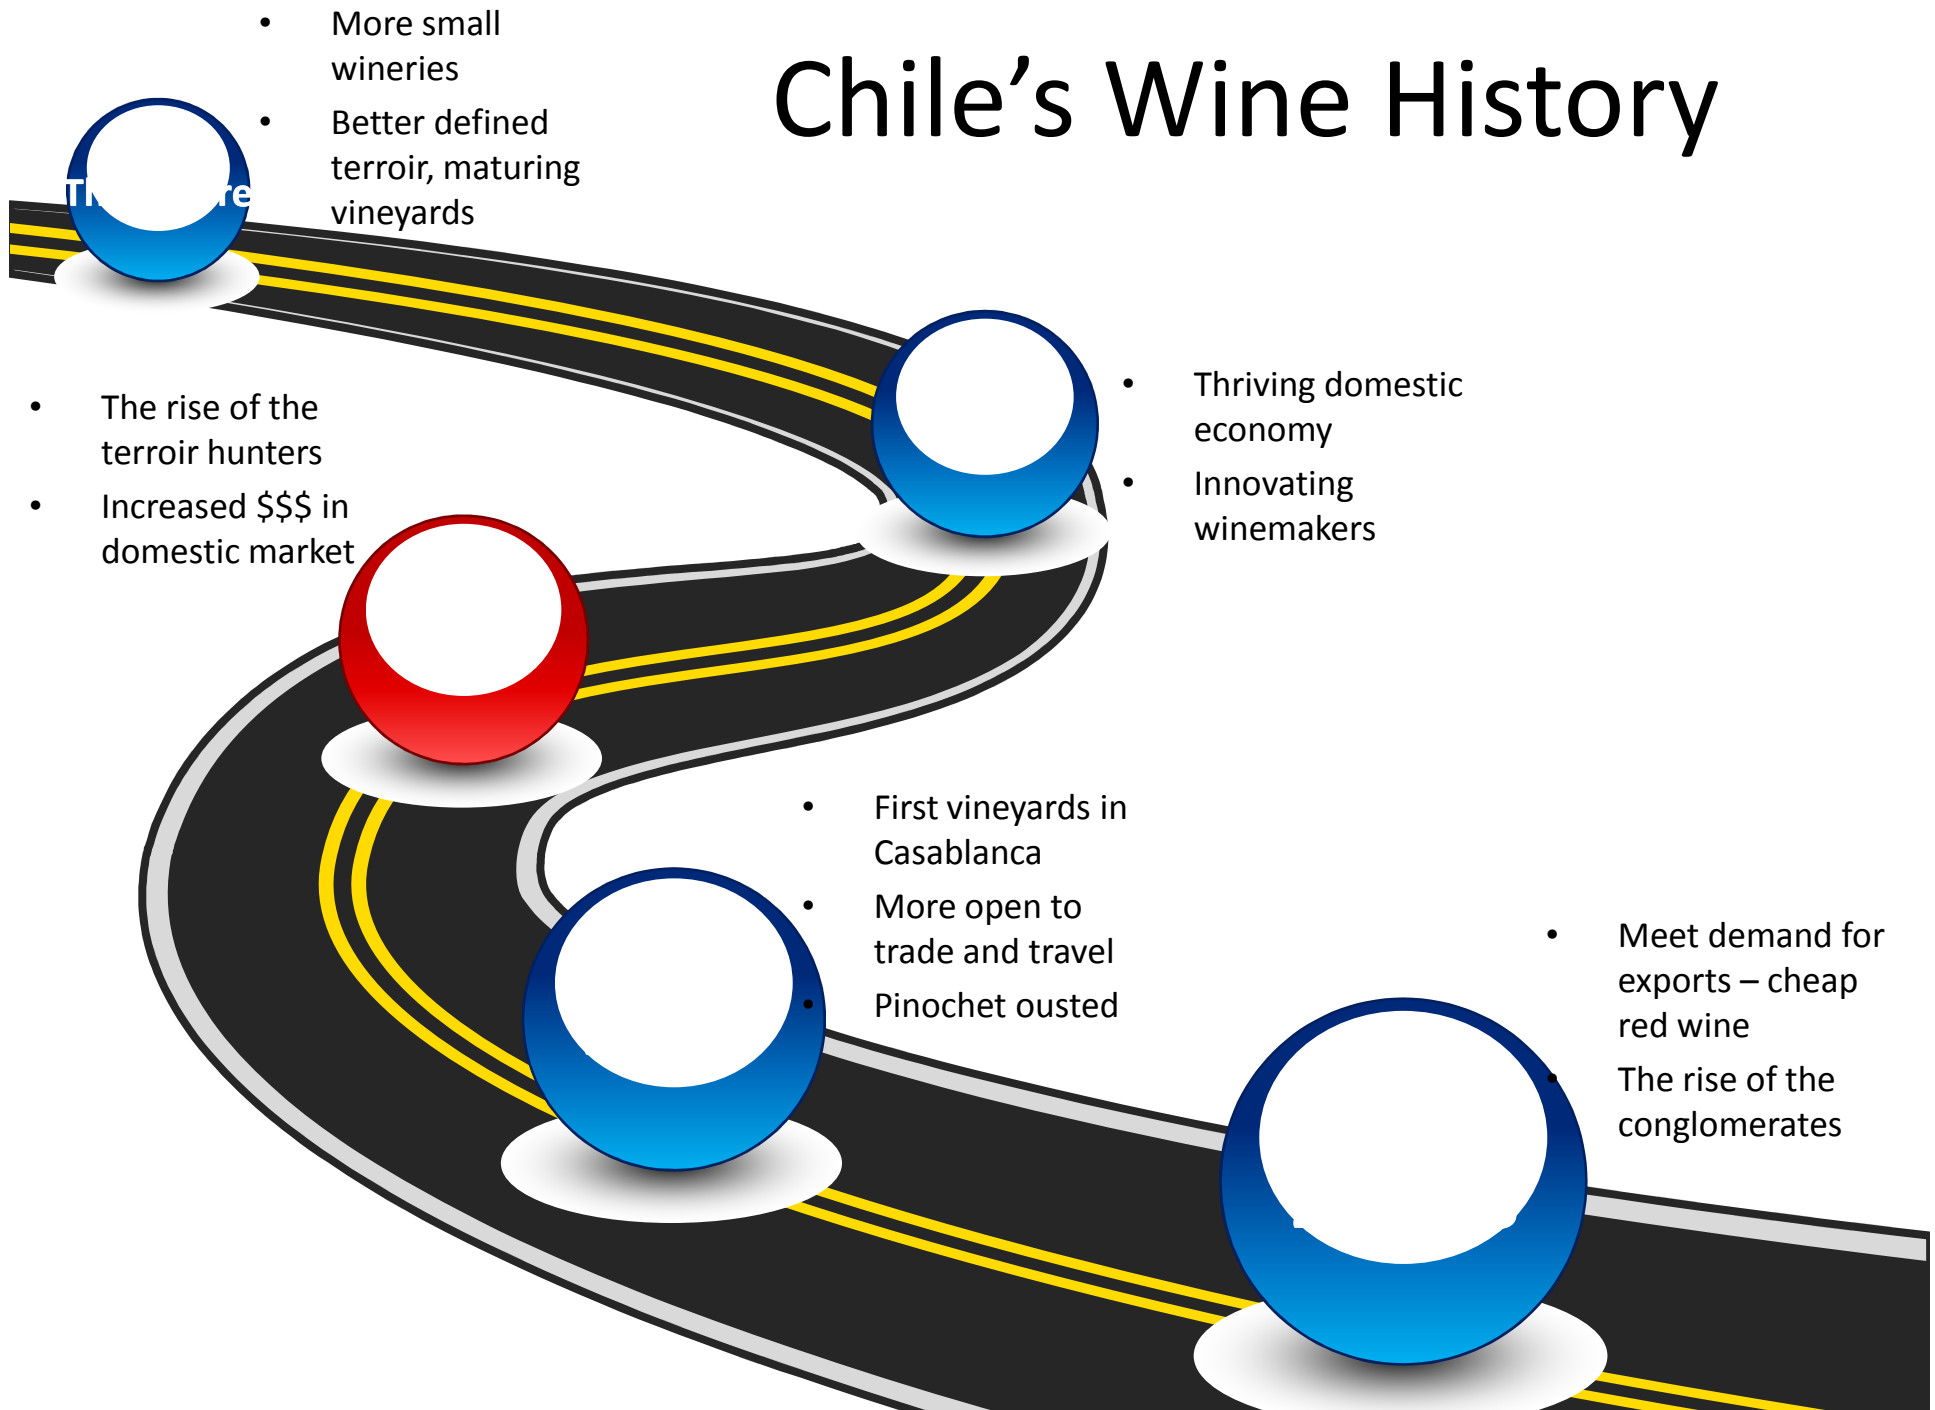 Chile’s Wine History
• More small
wineries
• Better defined
terroir, maturing
vineyards
• Thriving domestic
economy
• Innovating
winemakers
• The rise of the
terroir hunters
• Increased $$$ in
domestic market
• First vineyards in
Casablanca
• More open to
trade and travel
• Pinochet ousted
• Meet demand for
exports – cheap
red wine
• The rise of the
conglomerates